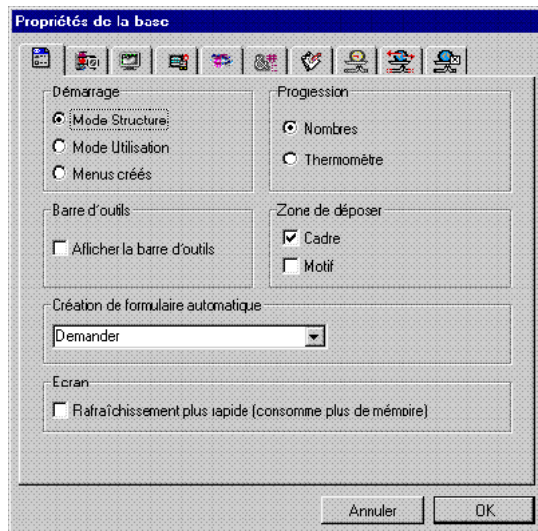 Propriétés de la base
Démarrage
Mode Structure
Mode Utilisation
Menus créés
Progression
Nombres
Thermomètre
Barre d'outils
Afficher la barre d'outils
Zone de déposer
Cadre
Motif
Création de formulaire automatique
Demander
Ecran
Rafraîchissement plus rapide (consomme plus de mémoire)
Annuler
OK